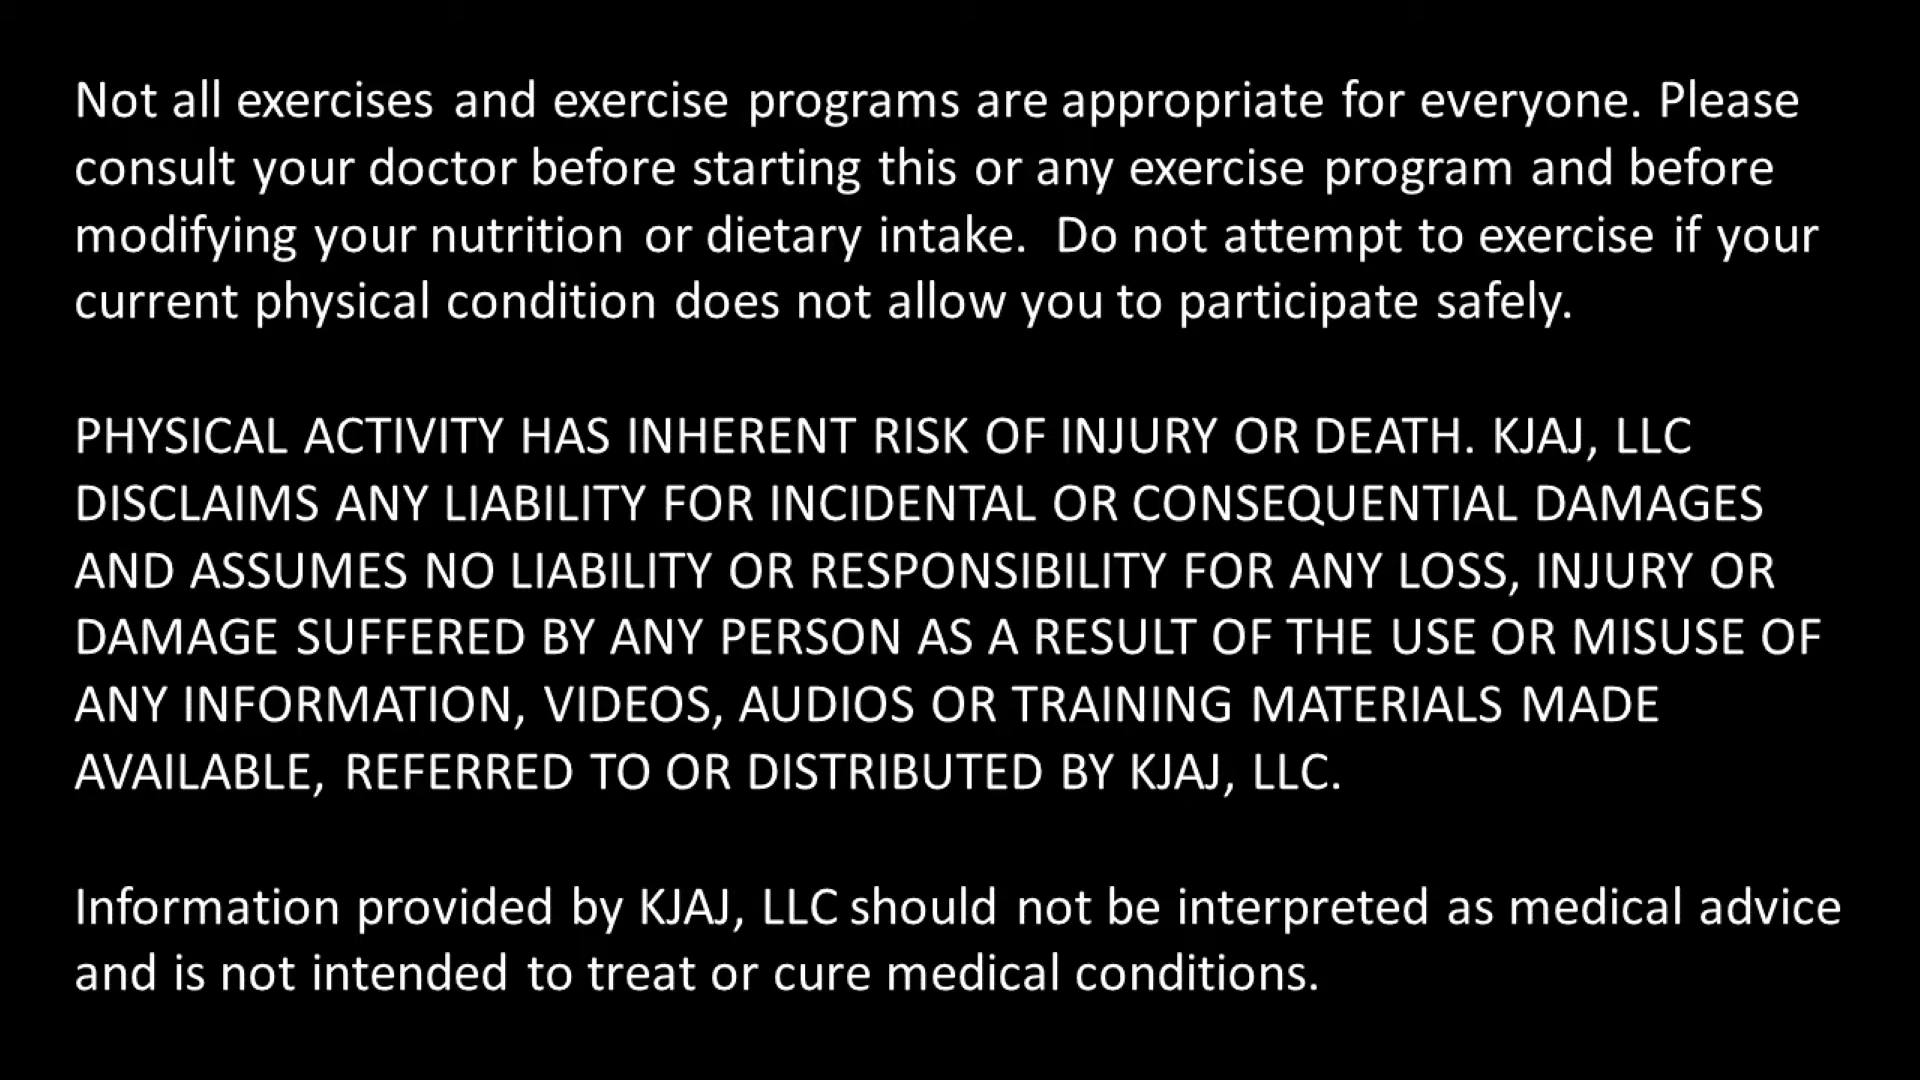 Not all exercises and exercise programs are appropriate for everyone. Please
consult your doctor before starting this or any exercise program and before
modifying your nutrition or dietary intake.  Do not attempt to exercise if your
current physical condition does not allow you to participate safely.
PHYSICAL ACTIVITY HAS INHERENT RISK OF INJURY OR DEATH. KJAJ, LLC
DISCLAIMS ANY LIABILITY FOR INCIDENTAL OR CONSEQUENTIAL DAMAGES
AND ASSUMES NO LIABILITY OR RESPONSIBILITY FOR ANY LOSS, INJURY OR
DAMAGE SUFFERED BY ANY PERSON AS A RESULT OF THE USE OR MISUSE OF
ANY INFORMATION, VIDEOS, AUDIOS OR TRAINING MATERIALS MADE
AVAILABLE, REFERRED TO OR DISTRIBUTED BY KJAJ, LLC.
Information provided by KJAJ, LLC should not be interpreted as medical advice
and is not intended to treat or cure medical conditions.